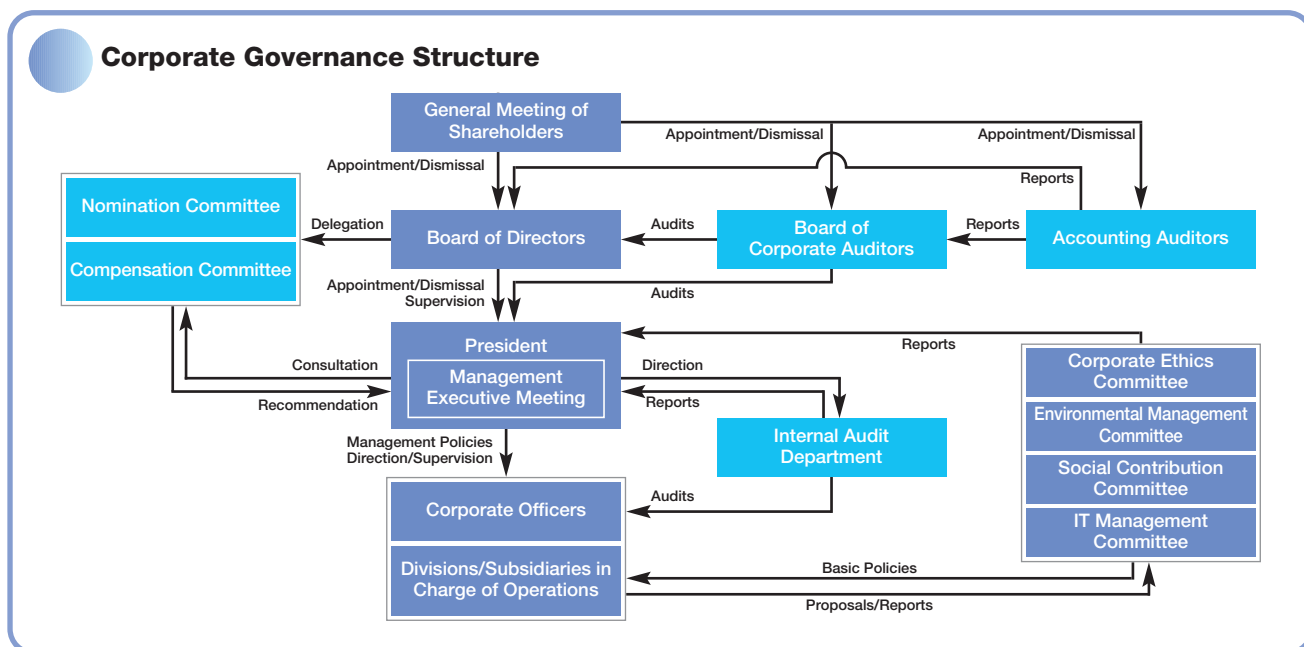 Corporate Governance Structure
General Meeting of
Shareholders
Appointment/Dismissal
Appointment/Dismissal
Appointment/Dismissal
Reports
Nomination Committee
Compensation Committee
Delegation
Board of Directors
Audits
Board of
Corporate Auditors
Reports
Accounting Auditors
Appointment/Dismissal
Supervision
Audits
President
Management
Executive Meeting
Consultation
Recommendation
Direction
Reports
Reports
Internal Audit
Department
Corporate Ethics
Committee
Environmental Management
Committee
Social Contribution
Committee
IT Management
Committee
Management Policies
Direction/Supervision
Audits
Corporate Officers
Divisions/Subsidiaries in
Charge of Operations
Basic Policies
Proposals/Reports